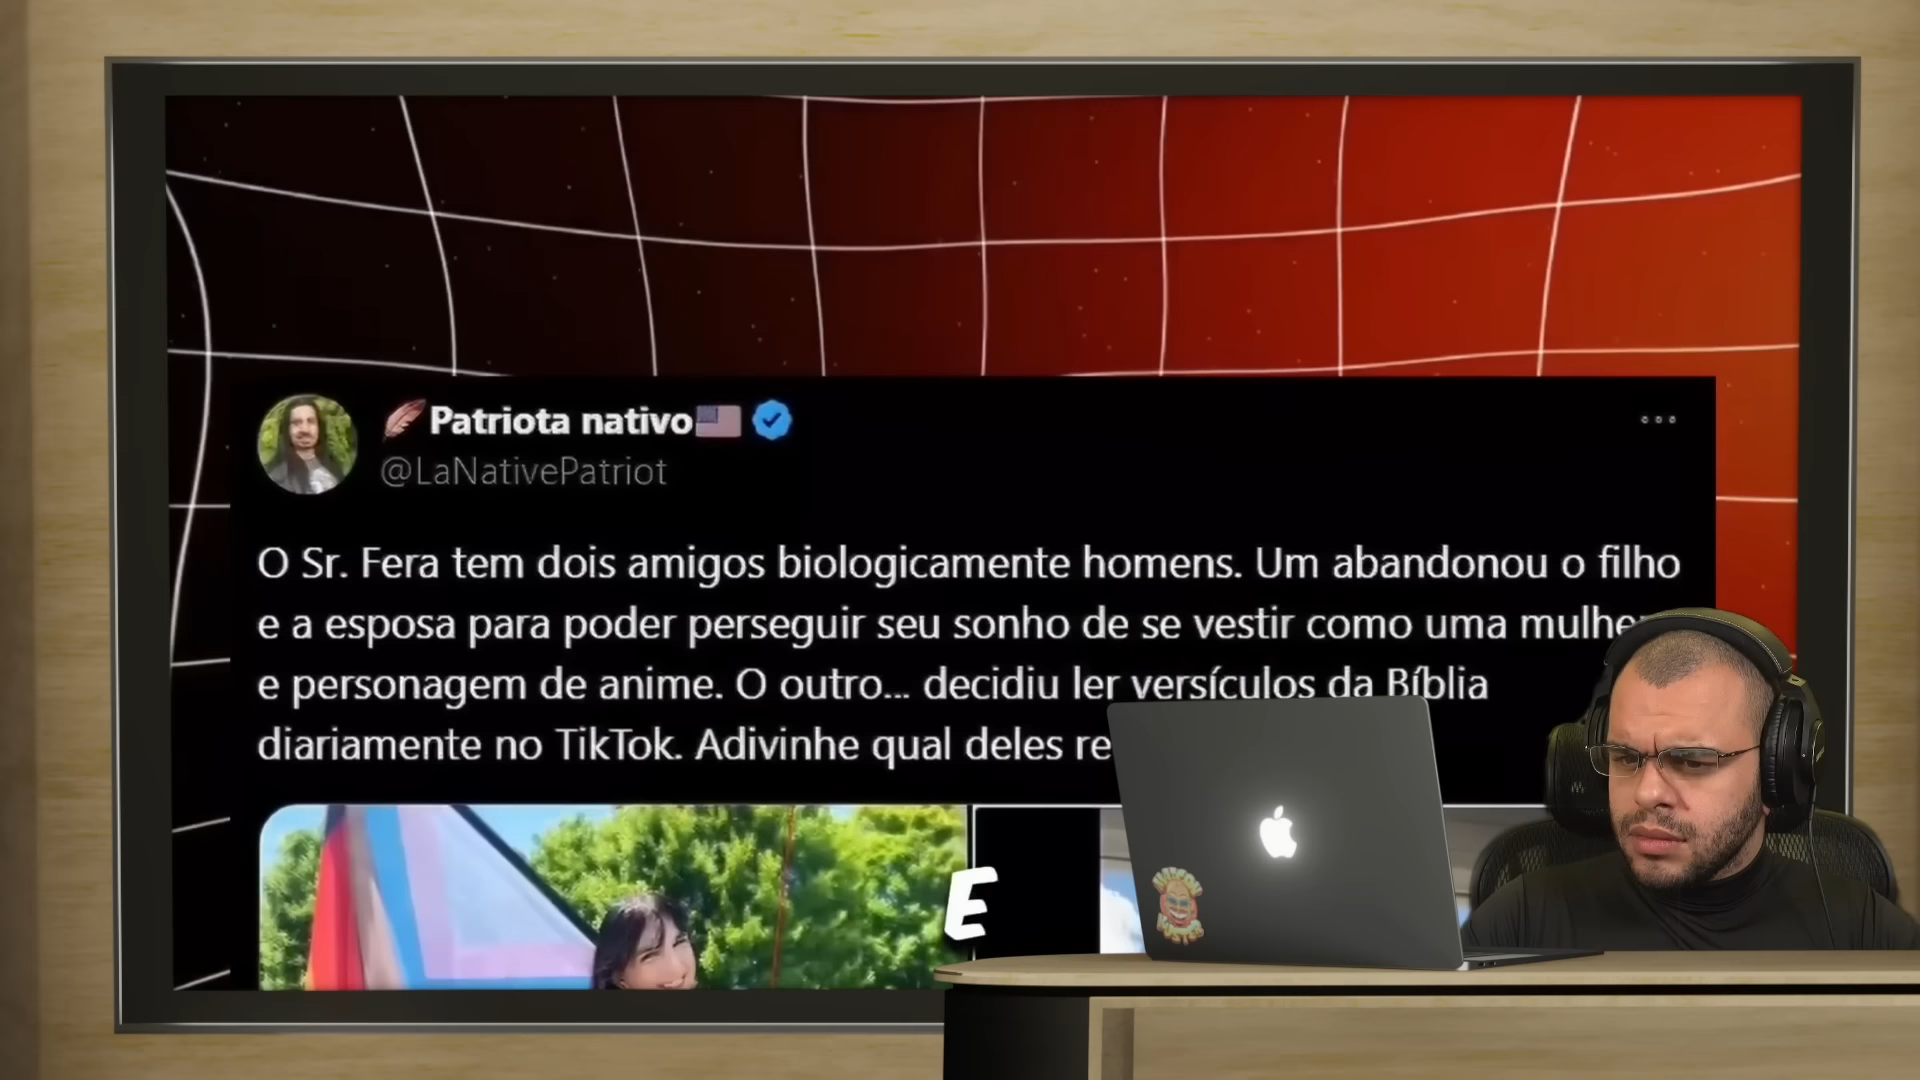 Patriota nativo
@LaNativePatriot
O Sr. Fera tem dois amigos biologicamente homens. Um abandonou o filho
e a esposa para poder perseguir seu sonho de se vestir como uma mulher
e personagem de anime. O outro... decidiu ler versículos da Bíblia
diariamente no TikTok. Adivinhe qual deles re
E